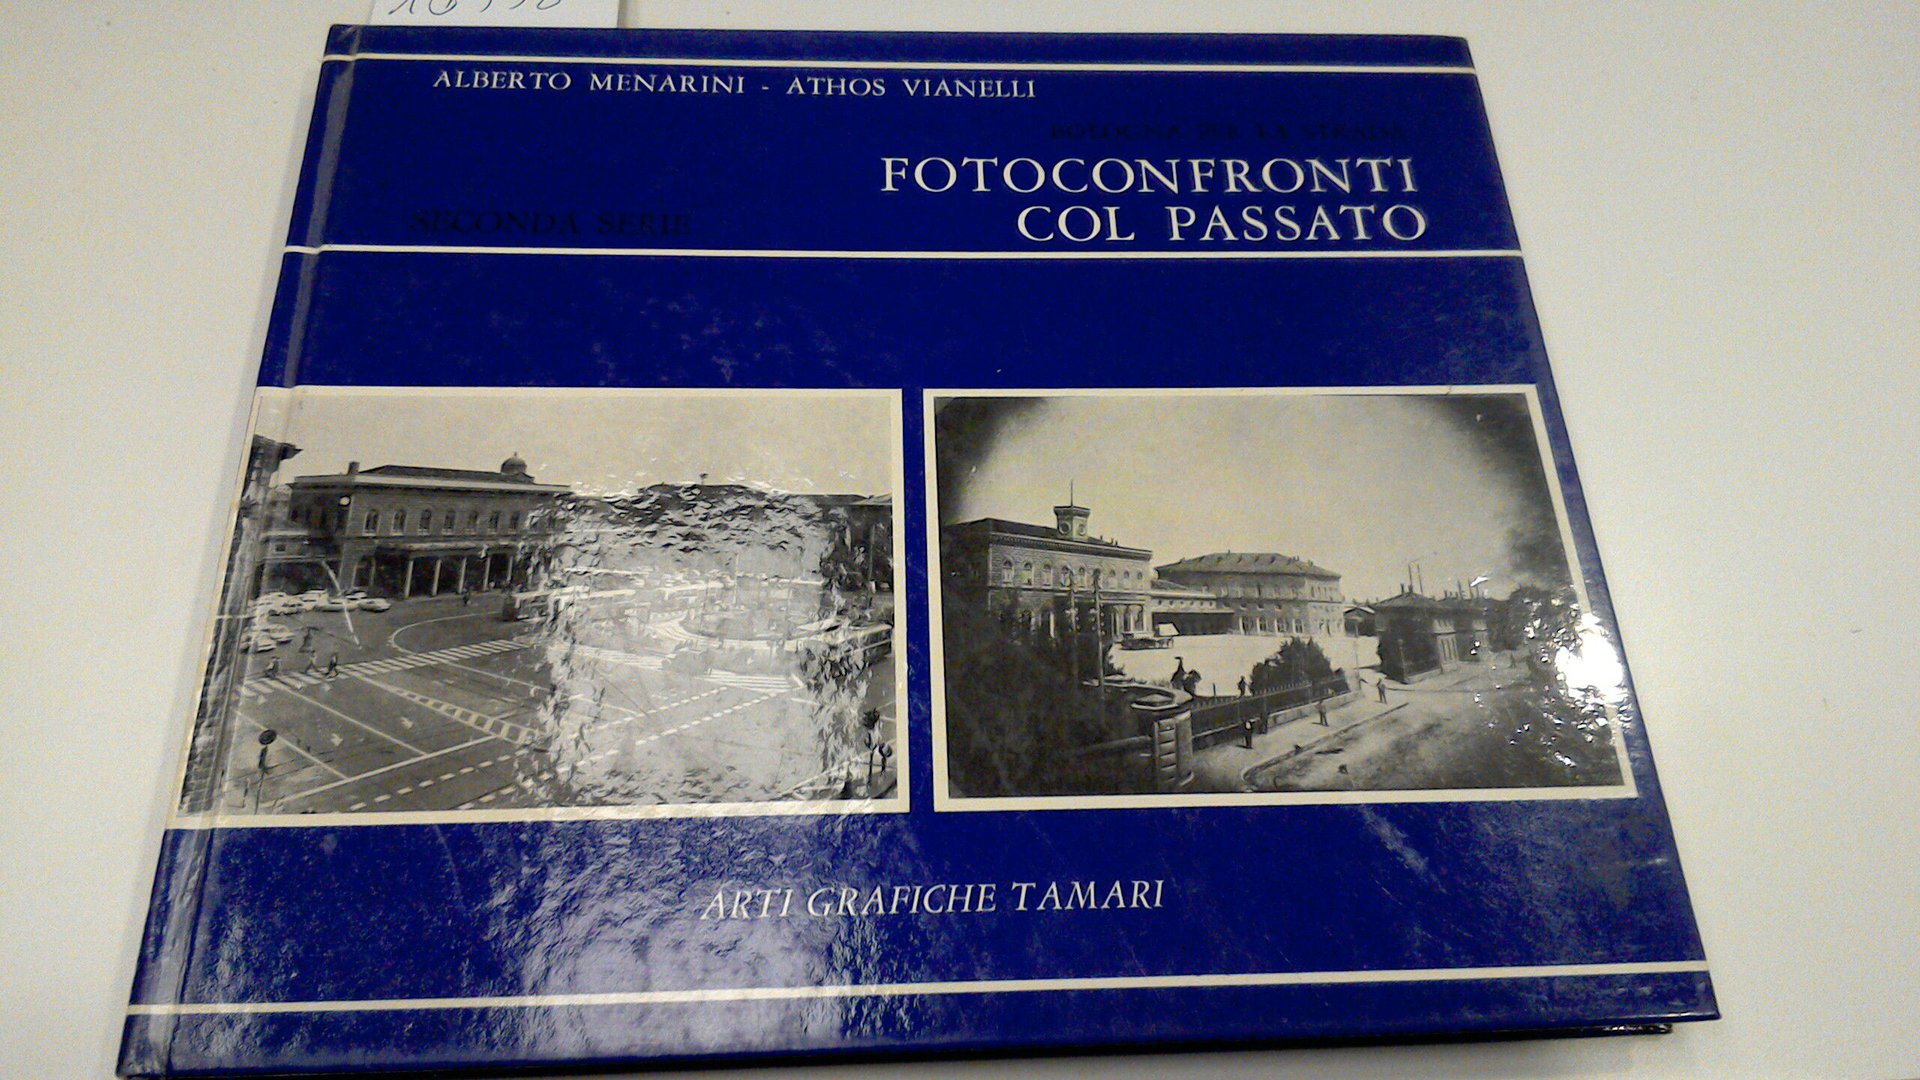 ALBERTO MENARINI - ATHOS VIANELLI
BOLOGNA PER LA STRADA
FOTOCONFRONTI
COL PASSATO
SECONDA SERIE
ARTI GRAFICHE TAMARI